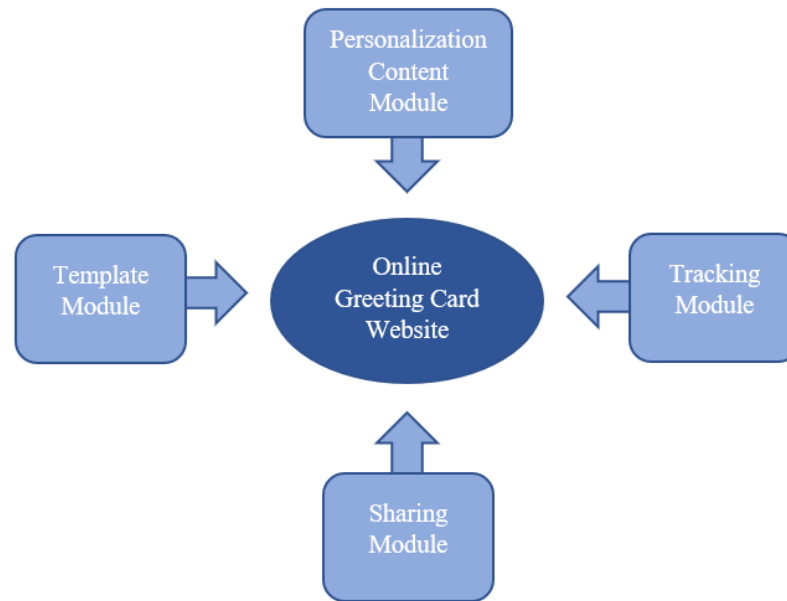 Personalization
Content
Module
Template
Module
Online
Greeting Card
Website
Tracking
Module
Sharing
Module